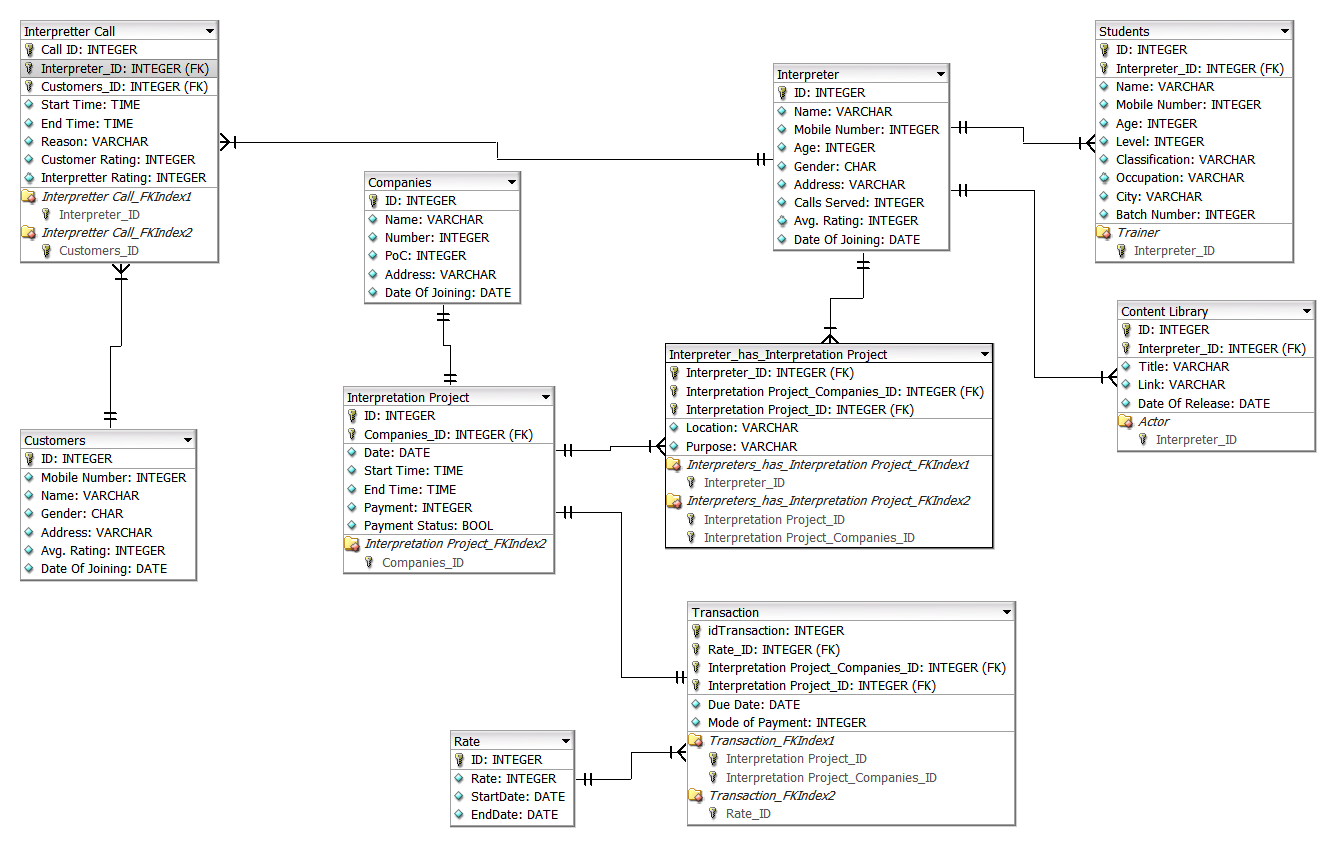 Interpretter Call
Call ID: INTEGER
Interpreter_ID: INTEGER (FK)
Customers_ID: INTEGER (FK)
Start Time: TIME
End Time: TIME
Reason: VARCHAR
Customer Rating: INTEGER
Interpretter Rating: INTEGER
Interpretter Call_FKIndex1
Interpreter_ID
Interpretter Call_FKIndex2
Customers_ID
Companies
ID: INTEGER
Name: VARCHAR
Number: INTEGER
PoC: INTEGER
Address: VARCHAR
Date Of Joining: DATE
Interpreter
ID: INTEGER
Name: VARCHAR
Mobile Number: INTEGER
Age: INTEGER
Gender: CHAR
Address: VARCHAR
Calls Served: INTEGER
Avg. Rating: INTEGER
Date Of Joining: DATE
Students
ID: INTEGER
Interpreter_ID: INTEGER (FK)
Name: VARCHAR
Mobile Number: INTEGER
Age: INTEGER
Level: INTEGER
Classification: VARCHAR
Occupation: VARCHAR
City: VARCHAR
Batch Number: INTEGER
Trainer
Interpreter_ID
Content Library
ID: INTEGER
Interpreter_ID: INTEGER (FK)
Title: VARCHAR
Link: VARCHAR
Date Of Release: DATE
Actor
Interpreter_ID
Interpreter_has_Interpretation Project
Interpreter_ID: INTEGER (FK)
Interpretation Project_Companies_ID: INTEGER (FK)
Interpretation Project_ID: INTEGER (FK)
Location: VARCHAR
Purpose: VARCHAR
Interpreters_has_Interpretation Project_FKIndex1
Interpreter_ID
Interpreters_has_Interpretation Project_FKIndex2
Interpretation Project_ID
Interpretation Project_Companies_ID
Interpretation Project
ID: INTEGER
Companies_ID: INTEGER (FK)
Date: DATE
Start Time: TIME
End Time: TIME
Payment: INTEGER
Payment Status: BOOL
Interpretation Project_FKIndex2
Companies_ID
Customers
ID: INTEGER
Mobile Number: INTEGER
Name: VARCHAR
Gender: CHAR
Address: VARCHAR
Avg. Rating: INTEGER
Date Of Joining: DATE
Transaction
idTransaction: INTEGER
Rate_ID: INTEGER (FK)
Interpretation Project_Companies_ID: INTEGER (FK)
Interpretation Project_ID: INTEGER (FK)
Due Date: DATE
Mode of Payment: INTEGER
Transaction_FKIndex1
Interpretation Project_ID
Interpretation Project_Companies_ID
Transaction_FKIndex2
Rate_ID
Rate
ID: INTEGER
Rate: INTEGER
StartDate: DATE
EndDate: DATE